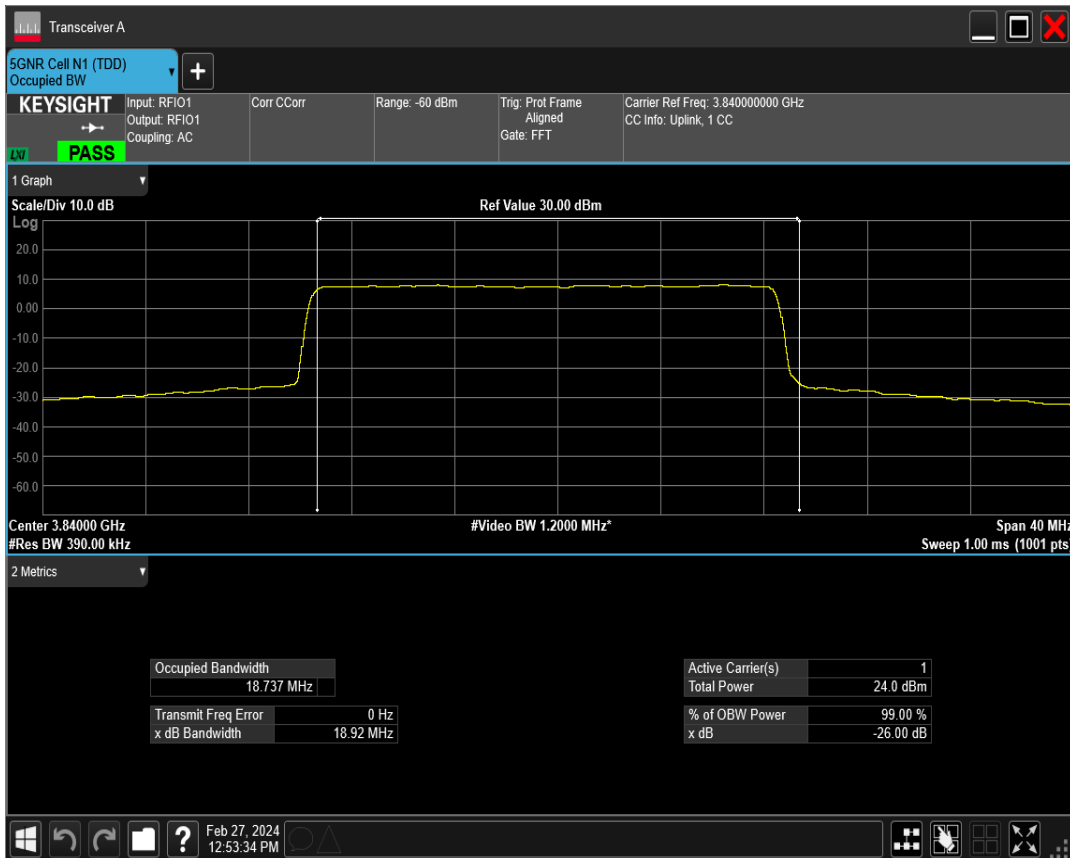 Transceiver A
5GNR Cell N1 (TDD)
Occupied BW
+
KEYSIGHT
LXI
PASS
Input: RFIO1
Output: RFIO1
Coupling: AC
Corr CCorr
Range: -60 dBm
Trig: Prot Frame
Aligned
Gate: FFT
Carrier Ref Freq: 3.840000000 GHz
CC Info: Uplink, 1 CC
1 Graph
Scale/Div 10.0 dB
Ref Value 30.00 dBm
Log
20.0
10.0
0.00
-10.0
-20.0
-30.0
-40.0
-50.0
-60.0
Center 3.84000 GHz
#Video BW 1.2000 MHz*
Span 40 MHz
#Res BW 390.00 kHz
Sweep 1.00 ms (1001 pts)
2 Metrics
Occupied Bandwidth
18.737 MHz
Transmit Freq Error 0 Hz
x dB Bandwidth 18.92 MHz
Active Carrier(s) 1
Total Power 24.0 dBm
% of OBW Power 99.00 %
x dB -26.00 dB
?
Feb 27, 2024
12:53:34 PM